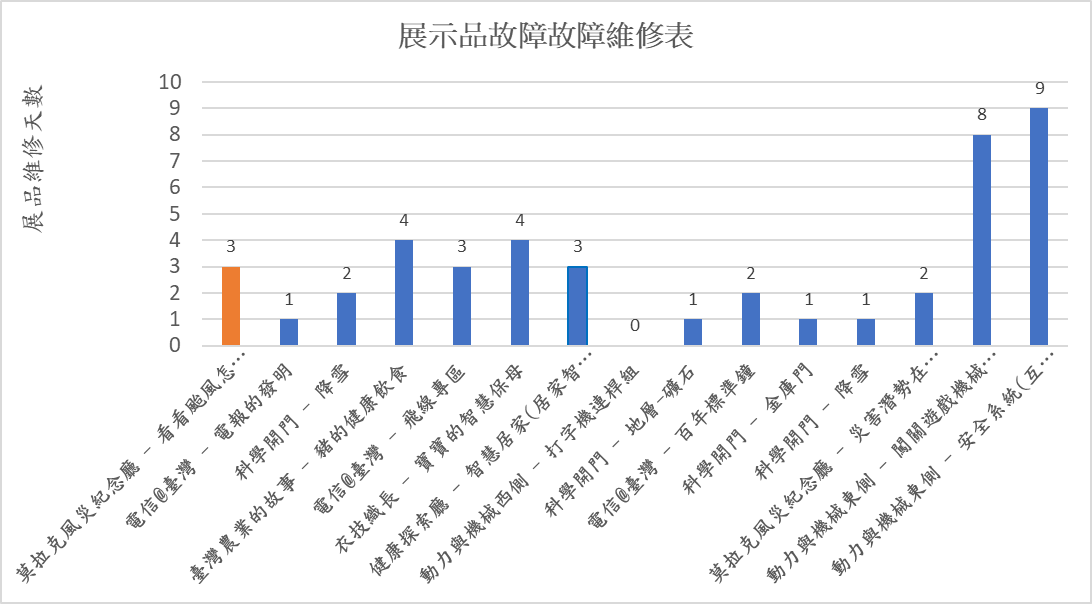 展示品故障故障維修表
展品維修天數
10
9
8
7
6
5
4
3
2
1
0
3
1
2
4
3
4
3
0
1
2
1
1
2
8
9
莫拉克風災紀念廳 - 看看颱風怎…
電信@臺灣 - 電報的發明
科學開門 - 降雪
臺灣農業的故事 - 豬的健康飲食
電信@臺灣 - 飛線專區
衣技織長 - 寶寶的智慧保母
健康探索廳 - 智慧居家(居家智…
動力與機械西側 - 打字機連桿組
科學開門 - 地層-礦石
電信@臺灣 - 百年標準鐘
科學開門 - 金庫門
科學開門 - 降雪
莫拉克風災紀念廳 - 災害潛勢在…
動力與機械東側 - 闖關遊戲機械…
動力與機械東側 - 安全系統(互…